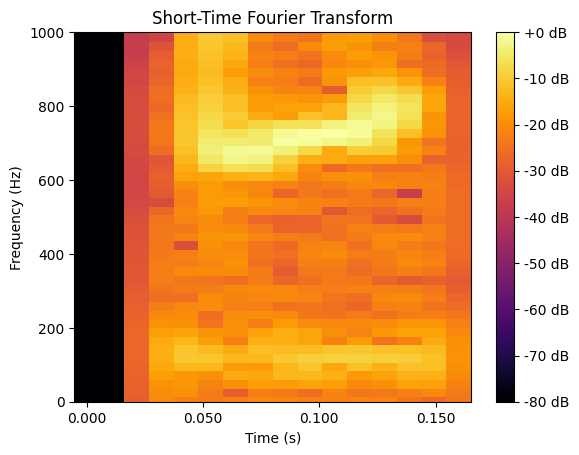 Short-Time Fourier Transform
1000
800
600
400
200
0
Frequency (Hz)
0.000
0.050
0.100
0.150
Time (s)
+0 dB
-10 dB
-20 dB
-30 dB
-40 dB
-50 dB
-60 dB
-70 dB
-80 dB